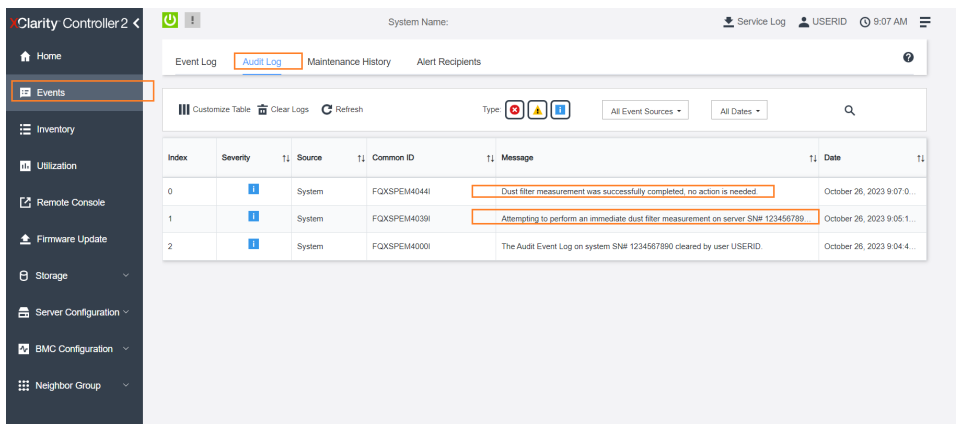 XClarity Controller2
System Name:
Service Log
USERID
9:07 AM
Home
Events
Inventory
Utilization
Remote Console
Firmware Update
Storage
Server Configuration
BMC Configuration
Neighbor Group
Event Log
Audit Log
Maintenance History
Alert Recipients
Customize Table
Clear Logs
Refresh
Type:
All Event Sources
All Dates
Index Severity Source Common ID Message Date
0 System FQXSPEM4044I Dust filter measurement was successfully completed, no action is needed. October 26, 2023 9:07:0...
1 System FQXSPEM4039I Attempting to perform an immediate dust filter measurement on server SN# 123456789... October 26, 2023 9:05:1...
2 System FQXSPEM4000I The Audit Event Log on system SN# 1234567890 cleared by user USERID. October 26, 2023 9:04:4...